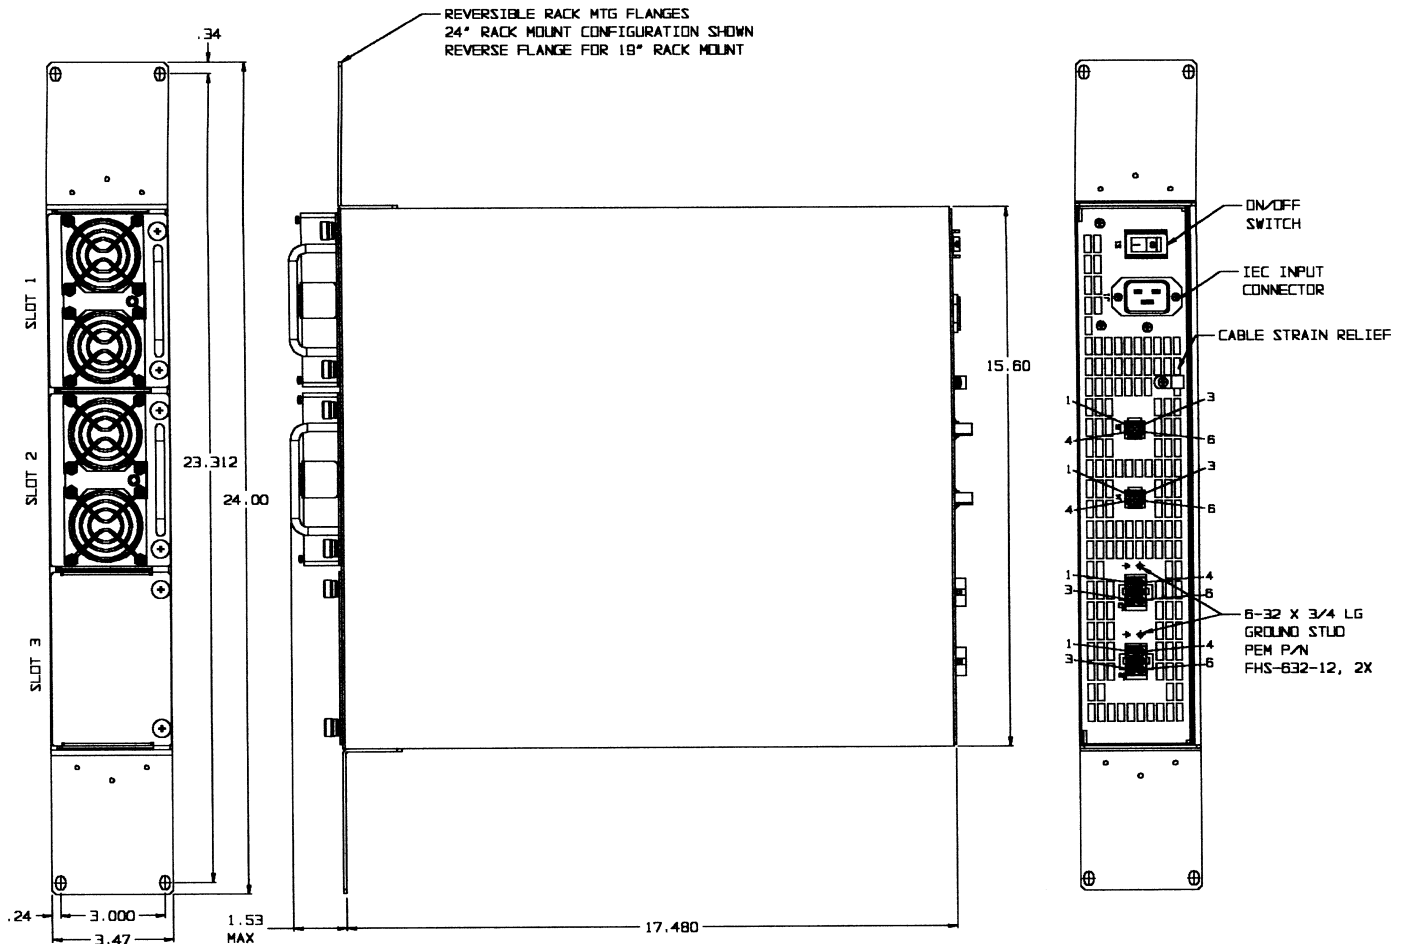 REVERSIBLE RACK MTG FLANGES
24" RACK MOUNT CONFIGURATION SHOWN
REVERSE FLANGE FOR 19" RACK MOUNT
.34
SLOT 1
SLOT 2
SLOT 3
23.312
24.00
.24
3.000
3.47
1.53
MAX
17.480
15.60
ON/OFF
SWITCH
IEC INPUT
CONNECTOR
CABLE STRAIN RELIEF
1
3
4
6
1
3
4
6
1
4
3
6
1
4
3
6
6-32 X 3/4 LG
GROUND STUD
PEM P/N
FHS-632-12, 2X